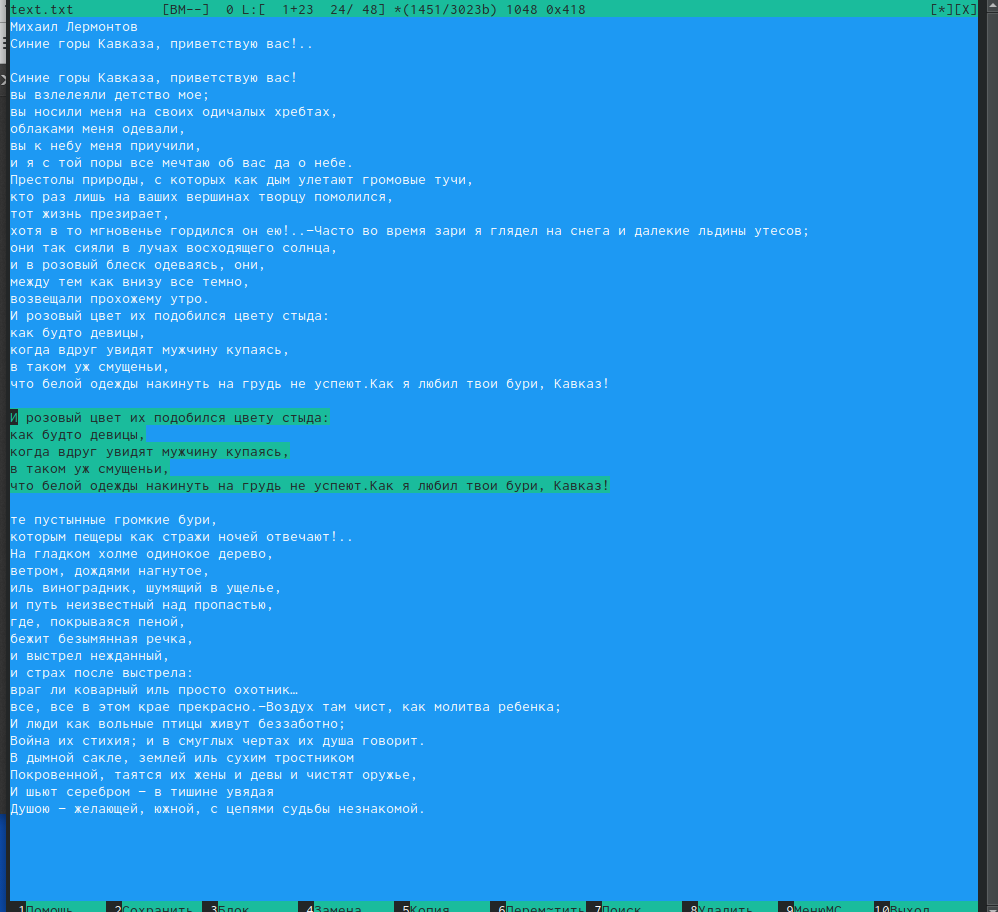 text.txt [BM--] 0 L:[ 1+23 24/ 48] *(1451/3023b) 1048 0x418 [*][X]
Михаил Лермонтов
Синие горы Кавказа, приветствую вас!..
Синие горы Кавказа, приветствую вас!
вы взлелеяли детство мое;
вы носили меня на своих одичалых хребтах,
облаками меня одевали,
вы к небу меня приучили,
и я с той поры все мечтаю об вас да о небе.
Престолы природы, с которых как дым улетают громовые тучи,
кто раз лишь на ваших вершинах творцу помолился,
тот жизнь презирает,
хотя в то мгновенье гордился он ею!..—Часто во время зари я глядел на снега и далекие льдины утесов;
они так сияли в лучах восходящего солнца,
и в розовый блеск одеваясь, они,
между тем как внизу все темно,
возвещали прохожему утро.
И розовый цвет их подобился цвету стыда:
как будто девицы,
когда вдруг увидят мужчину купаясь,
в таком уж смущеньи,
что белой одежды накинуть на грудь не успеют.Как я любил твои бури, Кавказ!
И розовый цвет их подобился цвету стыда:
как будто девицы,
когда вдруг увидят мужчину купаясь,
в таком уж смущеньи,
что белой одежды накинуть на грудь не успеют.Как я любил твои бури, Кавказ!
те пустынные громкие бури,
которым пещеры как стражи ночей отвечают!..
На гладком холме одинокое дерево,
ветром, дождями нагнутое,
иль виноградник, шумящий в ущелье,
и путь неизвестный над пропастью,
где, покрываяся пеной,
бежит безымянная речка,
и выстрел нежданный,
и страх после выстрела:
враг ли коварный иль просто охотник…
все, все в этом крае прекрасно.—Воздух там чист, как молитва ребенка;
И люди как вольные птицы живут беззаботно;
Война их стихия; и в смуглых чертах их душа говорит.
В дымной сакле, землей иль сухим тростником
Покровенной, таятся их жены и девы и чистят оружье,
И шьют серебром — в тишине увядая
Душою — желающей, южной, с цепями судьбы незнакомой.
1Помощь 2Сохранить 3Блок 4Замена 5Копия 6Перем~тить 7Поиск 8Удалить 9МенюМС 10Выход